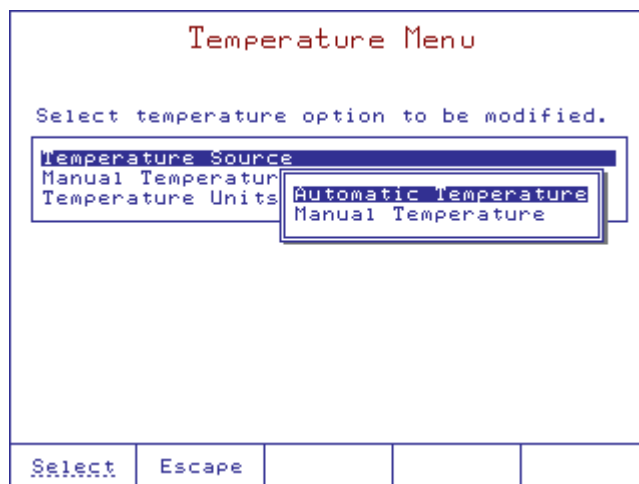 Temperature Menu
Select temperature option to be modified.
Temperature Source
Manual Temperatur
Temperature Units
Automatic Temperature
Manual Temperature
Select
Escape